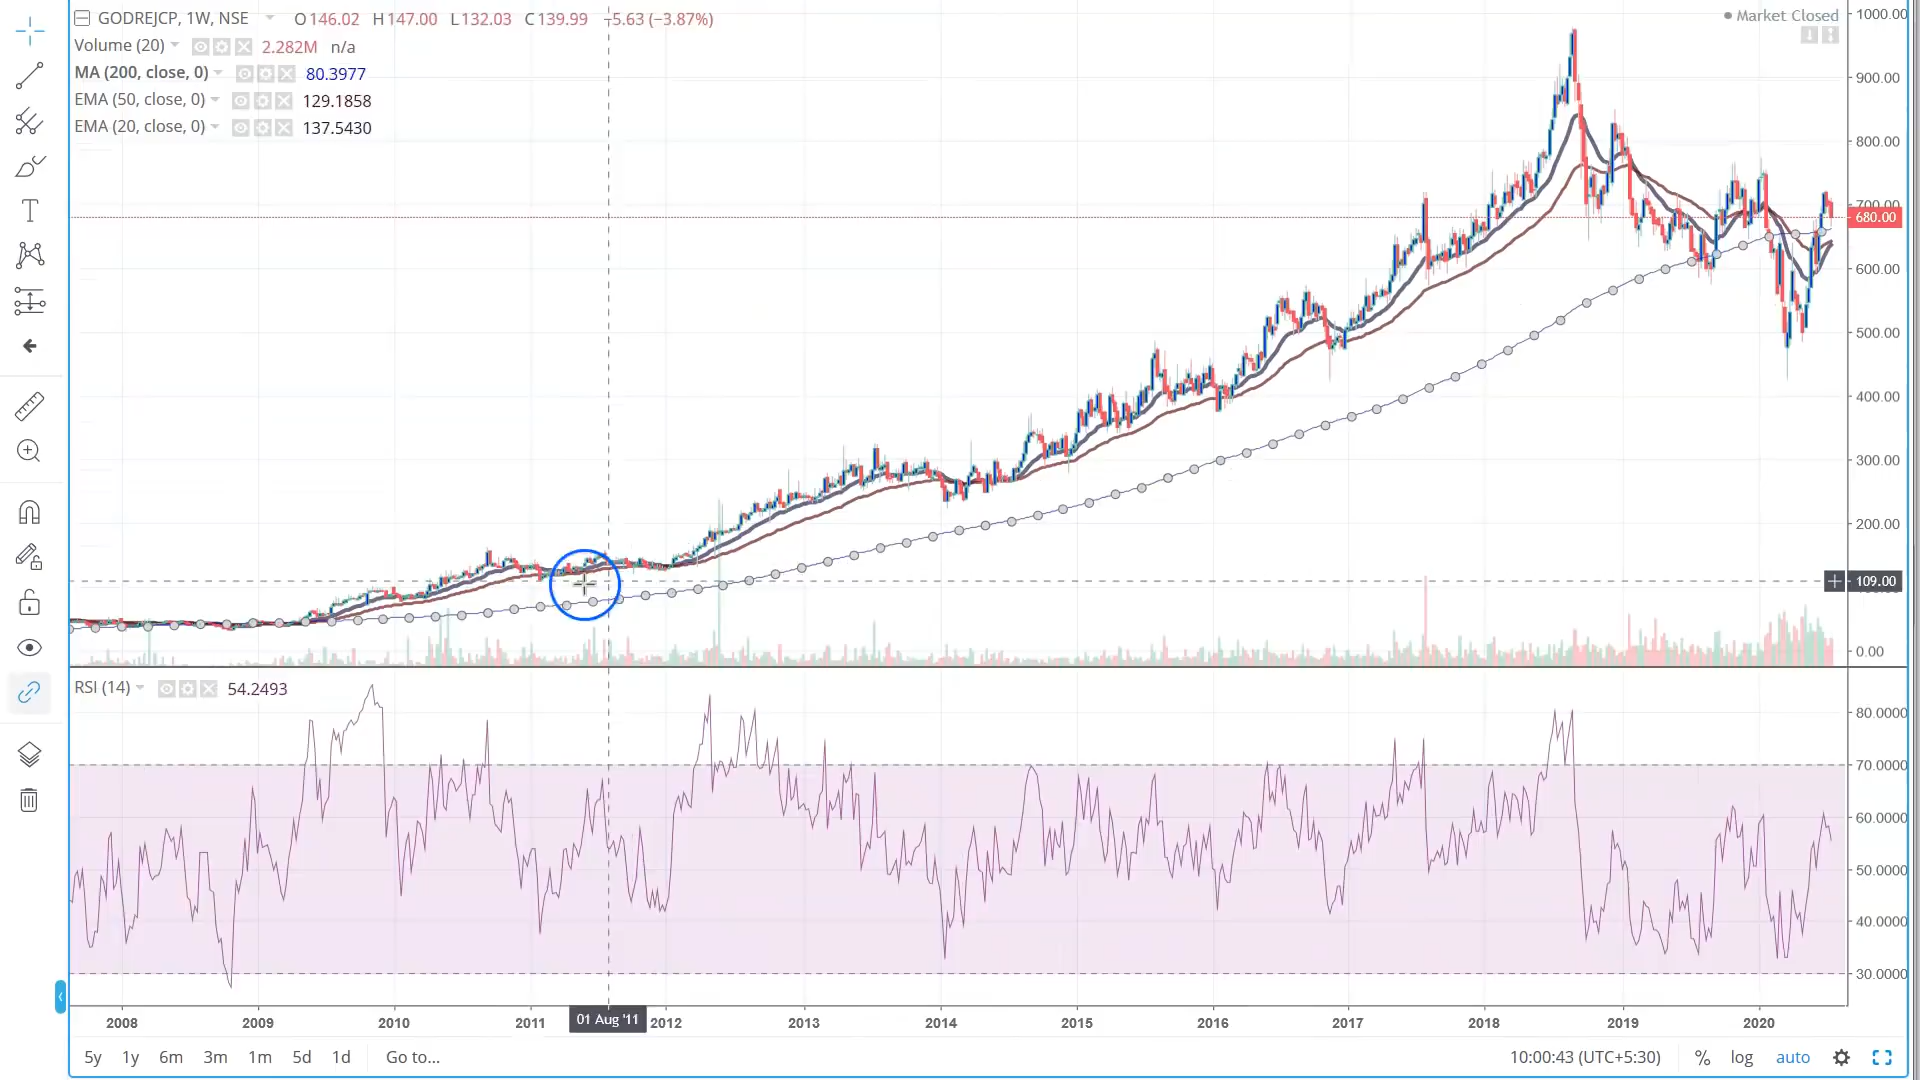 GODREJCP, 1W, NSE O146.02 H147.00 L132.03 C139.99 −5.63 (−3.87%)
Market Closed
Volume (20) 2.282M n/a
MA (200, close, 0) 80.3977
EMA (50, close, 0) 129.1858
EMA (20, close, 0) 137.5430
1000.00
900.00
800.00
700.00
680.00
600.00
500.00
400.00
300.00
200.00
109.00
0.00
RSI (14) 54.2493
80.0000
70.0000
60.0000
50.0000
40.0000
30.0000
2008 2009 2010 2011 01 Aug '11 2012 2013 2014 2015 2016 2017 2018 2019 2020
5y 1y 6m 3m 1m 5d 1d Go to... 10:00:43 (UTC+5:30) % log auto